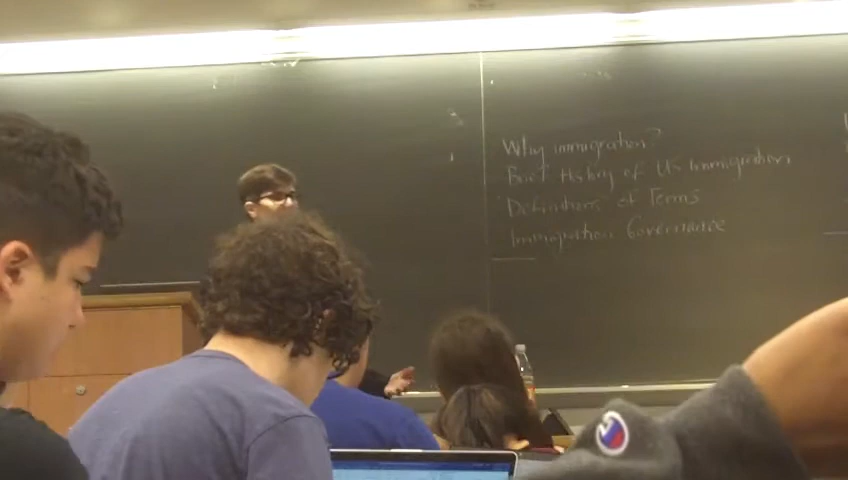 Why immigration?
Brief History of US Immigration
Definitions of Terms
Immigration Governance